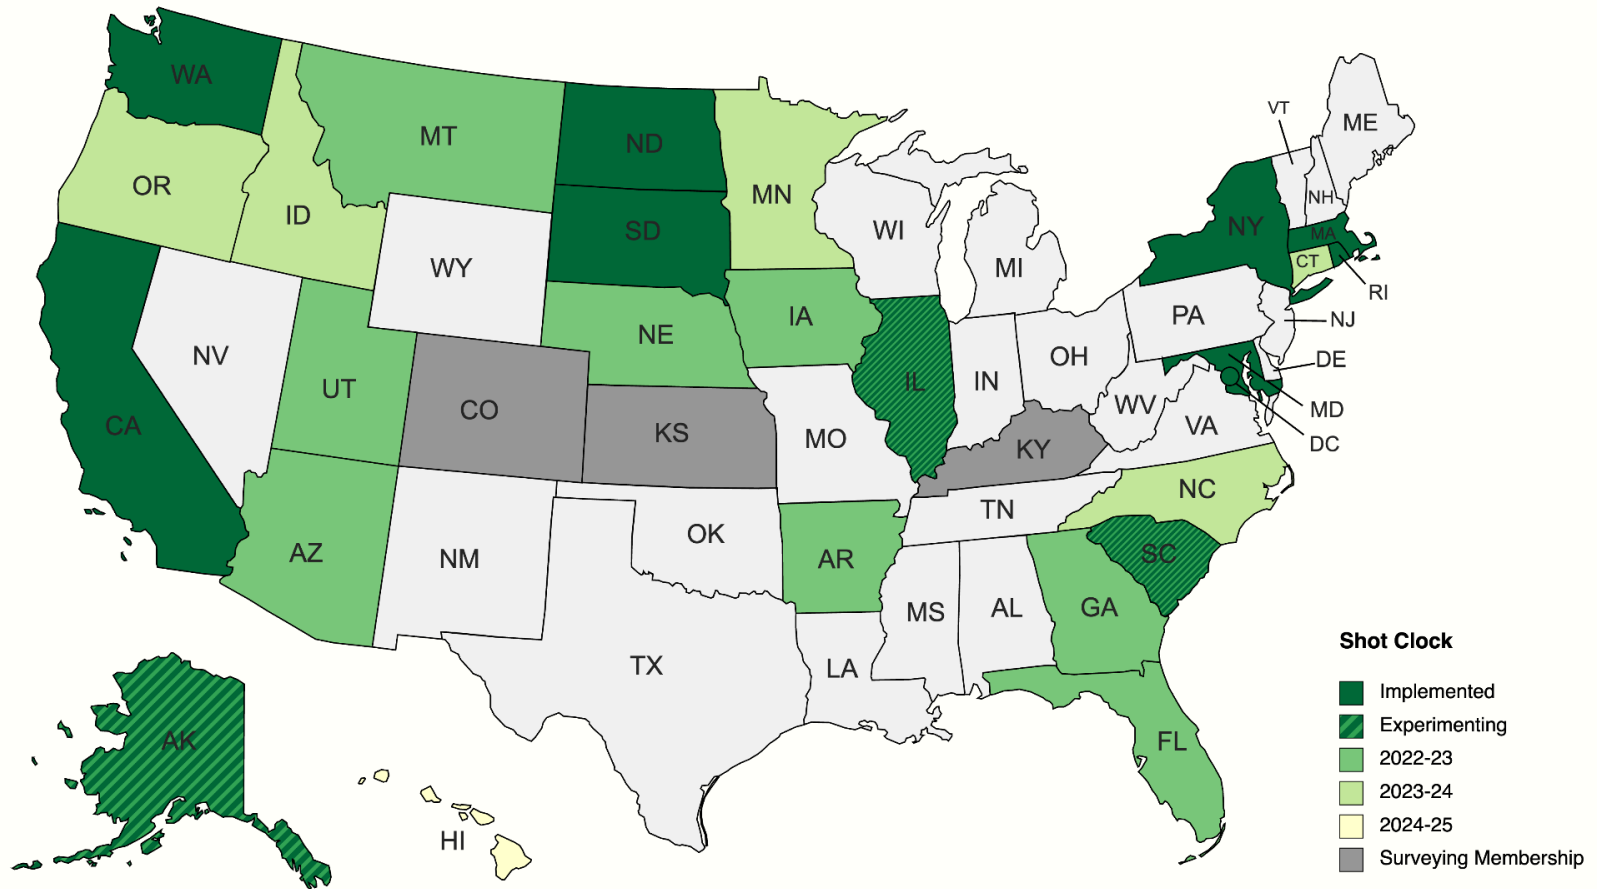 WA
MT
ND
MN
OR
ID
SD
WI
MI
VT
ME
NH
NY
MA
CT
RI
WY
NV
UT
CA
CO
NE
IA
KS
MO
IL
IN
OH
PA
NJ
DE
MD
DC
WV
VA
KY
NC
TN
SC
AZ
NM
OK
AR
MS
AL
GA
TX
LA
FL
AK
HI
Shot Clock
Implemented
Experimenting
2022-23
2023-24
2024-25
Surveying Membership